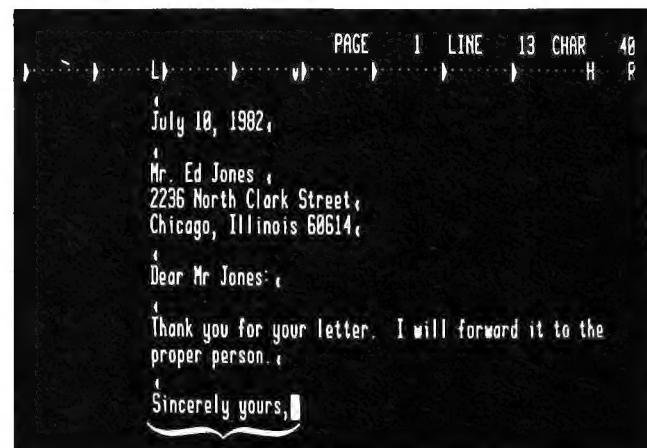 PAGE 1 LINE 13 CHAR 40
L H R
July 10, 1982
Mr. Ed Jones
2236 North Clark Street
Chicago, Illinois 60614
Dear Mr Jones:
Thank you for your letter. I will forward it to the
proper person.
Sincerely yours,